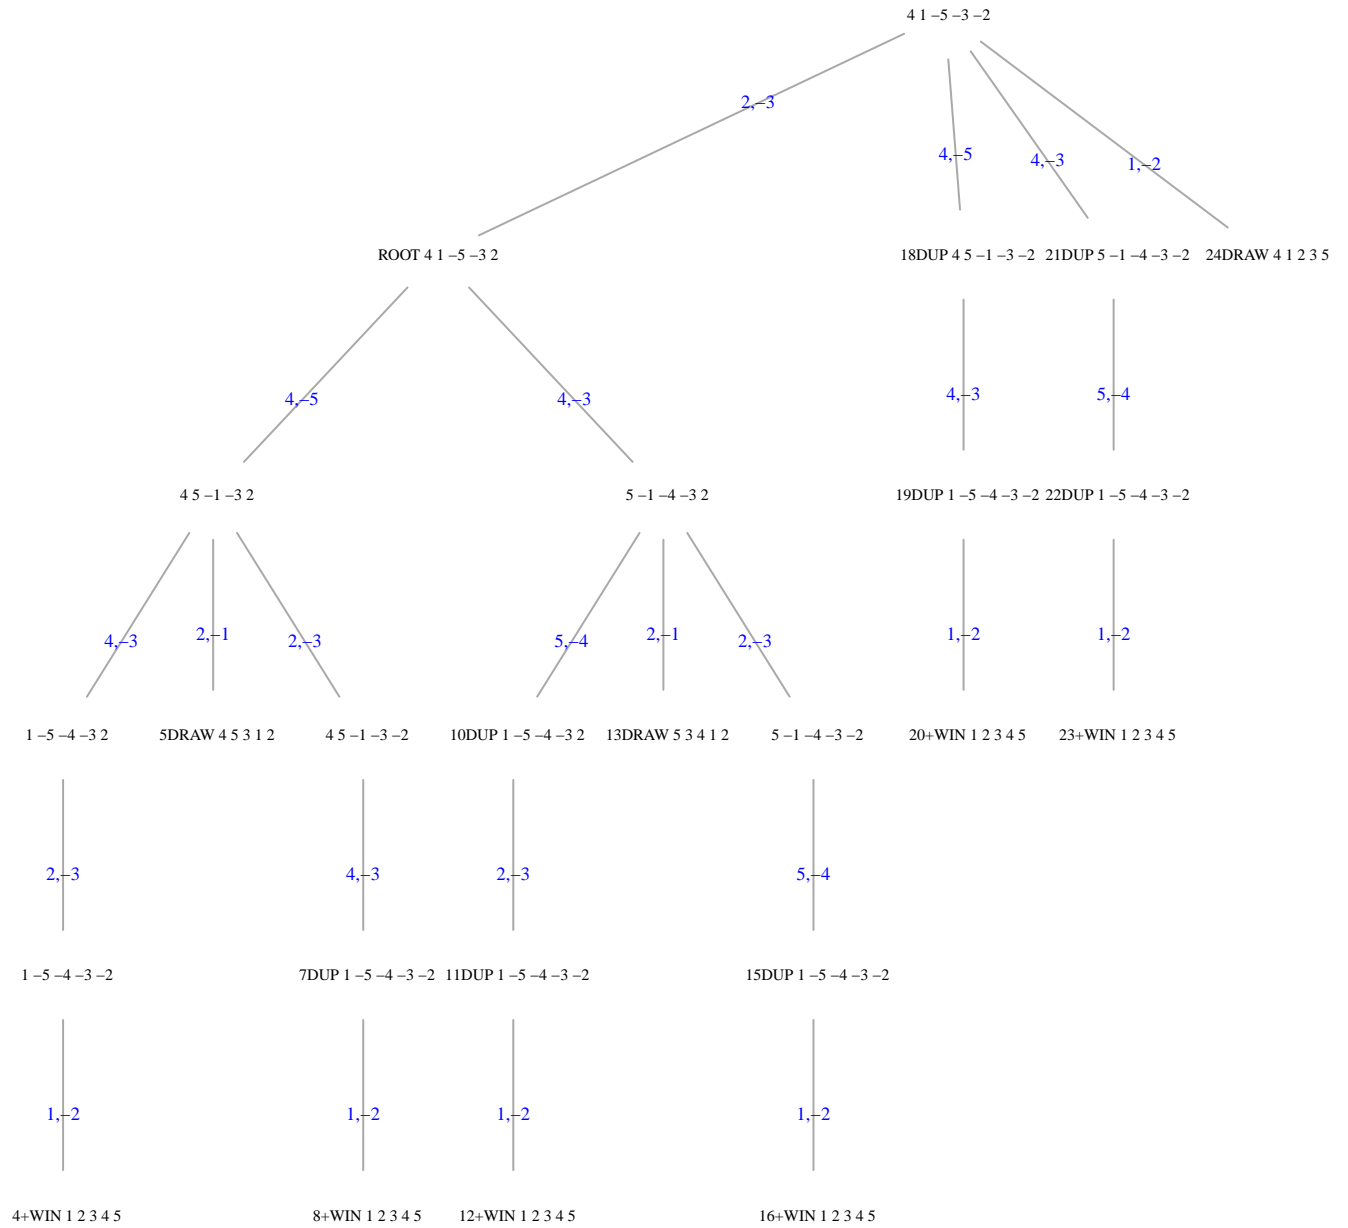 4 1 –5 –3 –2
2,–3
4,–5
4,–3
1,–2
ROOT 4 1 –5 –3 2
18DUP 4 5 –1 –3 –2
21DUP 5 –1 –4 –3 –2
24DRAW 4 1 2 3 5
4,–5
4,–3
4,–3
5,–4
4 5 –1 –3 2
5 –1 –4 –3 2
19DUP 1 –5 –4 –3 –2
22DUP 1 –5 –4 –3 –2
4,–3
2,–1
2,–3
5,–4
2,–1
2,–3
1,–2
1,–2
1 –5 –4 –3 2
5DRAW 4 5 3 1 2
4 5 –1 –3 –2
10DUP 1 –5 –4 –3 2
13DRAW 5 3 4 1 2
5 –1 –4 –3 –2
20+WIN 1 2 3 4 5
23+WIN 1 2 3 4 5
2,–3
4,–3
2,–3
5,–4
1 –5 –4 –3 –2
7DUP 1 –5 –4 –3 –2
11DUP 1 –5 –4 –3 –2
15DUP 1 –5 –4 –3 –2
1,–2
1,–2
1,–2
1,–2
4+WIN 1 2 3 4 5
8+WIN 1 2 3 4 5
12+WIN 1 2 3 4 5
16+WIN 1 2 3 4 5